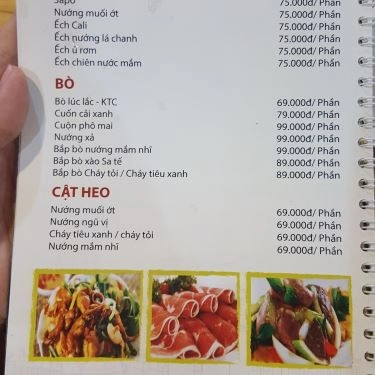 Sapo 75.000đ/ Phần
Nướng muối ớt 75.000đ/ Phần
Ếch Cali 75.000đ/ Phần
Ếch nướng lá chanh 75.000đ/ Phần
Ếch ủ rơm 75.000đ/ Phần
Ếch chiên nước mắm 75.000đ/ Phần
BÒ
Bò lúc lắc - KTC 69.000đ/ Phần
Cuốn cải xanh 79.000đ/ Phần
Cuộn phô mai 99.000đ/ Phần
Nướng xả 99.000đ/ Phần
Bắp bò nướng mắm nhĩ 99.000đ/ Phần
Bắp bò xào Sa tế 89.000đ/ Phần
Bắp bò Cháy tỏi / Cháy tiêu xanh 89.000đ/ Phần
CẬT HEO
Nướng muối ớt 69.000đ/ Phần
Nướng ngũ vị 69.000đ/ Phần
Cháy tiêu xanh / cháy tỏi 69.000đ/ Phần
Nướng mắm nhĩ 69.000đ/ Phần